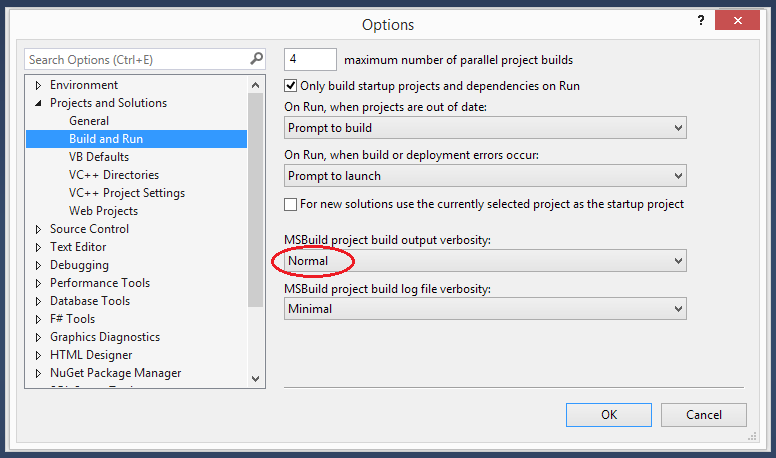 Options
?
Search Options (Ctrl+E)
Environment
Projects and Solutions
General
Build and Run
VB Defaults
VC++ Directories
VC++ Project Settings
Web Projects
Source Control
Text Editor
Debugging
Performance Tools
Database Tools
F# Tools
Graphics Diagnostics
HTML Designer
NuGet Package Manager
4 maximum number of parallel project builds
Only build startup projects and dependencies on Run
On Run, when projects are out of date:
Prompt to build
On Run, when build or deployment errors occur:
Prompt to launch
For new solutions use the currently selected project as the startup project
MSBuild project build output verbosity:
Normal
MSBuild project build log file verbosity:
Minimal
OK
Cancel